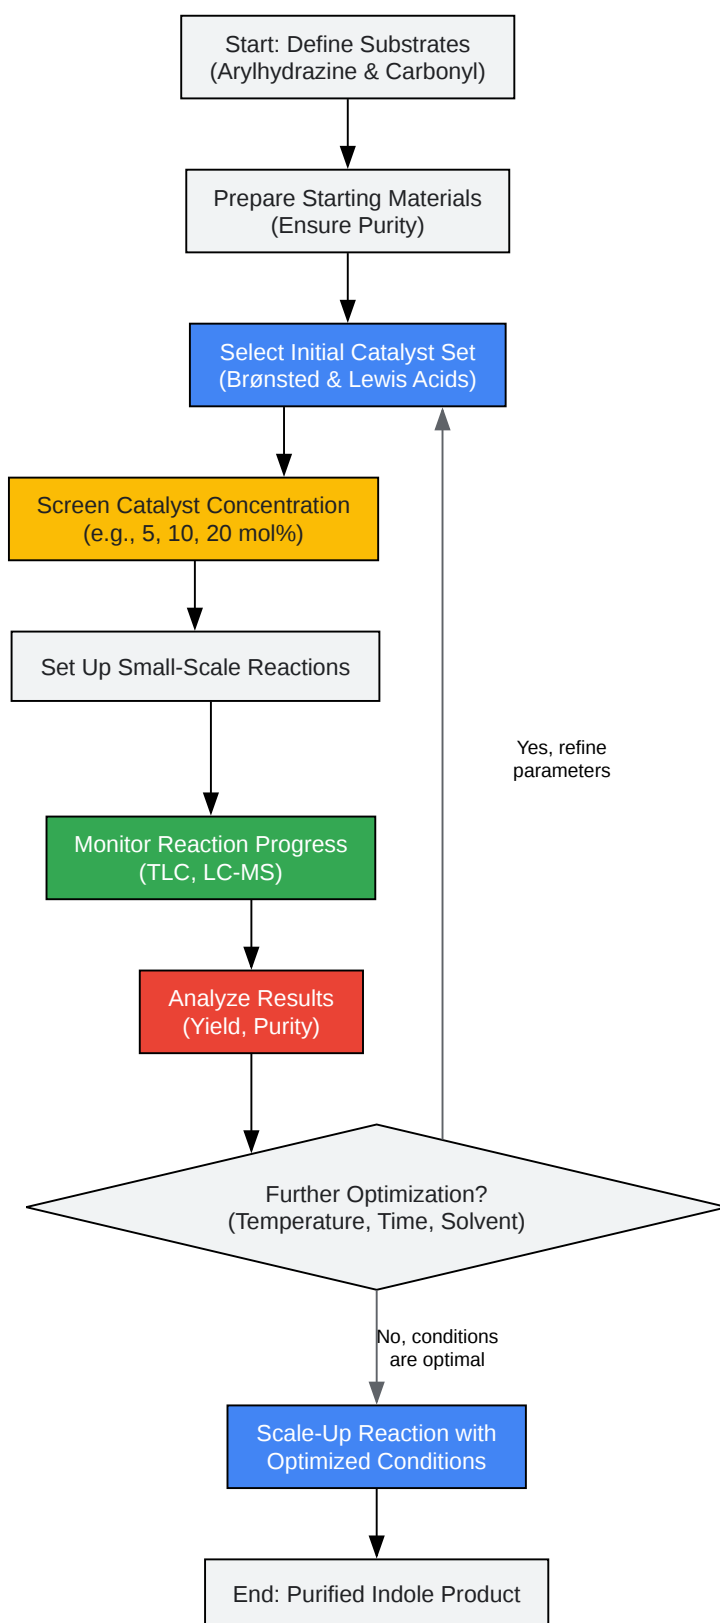 Start: Define Substrates
(Arylhydrazine & Carbonyl)
Prepare Starting Materials
(Ensure Purity)
Select Initial Catalyst Set
(Brønsted & Lewis Acids)
Screen Catalyst Concentration
(e.g., 5, 10, 20 mol%)
Set Up Small-Scale Reactions
Yes, refine
parameters
Monitor Reaction Progress
(TLC, LC-MS)
Analyze Results
(Yield, Purity)
Further Optimization?
(Temperature, Time, Solvent)
No, conditions
are optimal
Scale-Up Reaction with
Optimized Conditions
End: Purified Indole Product